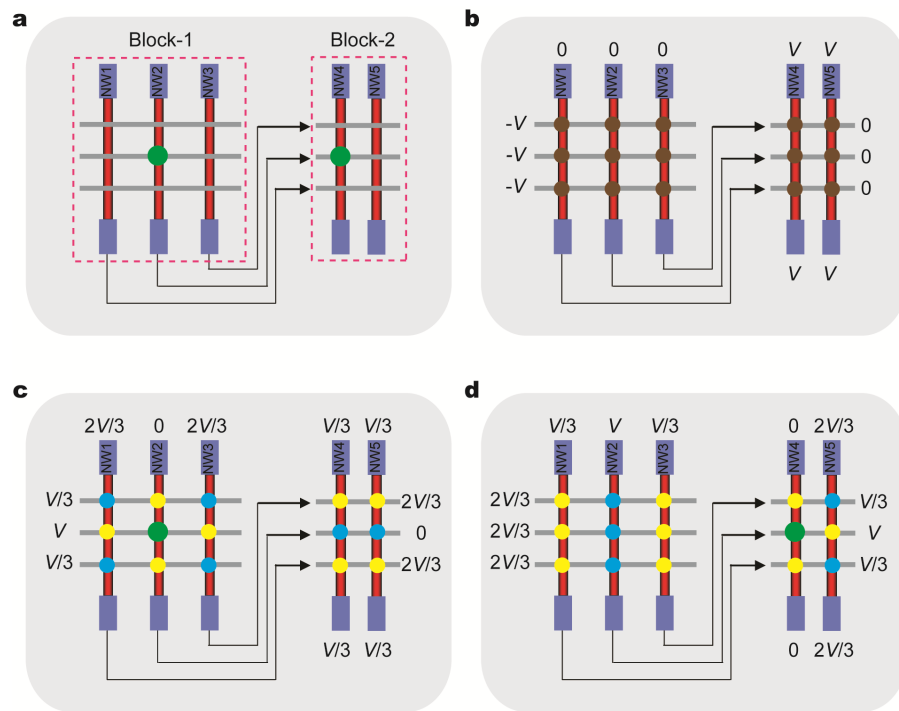 a
Block-1
Block-2
NW1
NW2
NW3
NW4
NW5
b
0 0 0
V V
NW1
NW2
NW3
NW4
NW5
-V
0
-V
0
-V
0
V V
c
2V/3 0 2V/3
V/3 V/3
NW1
NW2
NW3
NW4
NW5
V/3
2V/3
V
0
V/3
2V/3
V/3 V/3
d
V/3 V V/3
0 2V/3
NW1
NW2
NW3
NW4
NW5
2V/3
V/3
2V/3
V
2V/3
V/3
0 2V/3